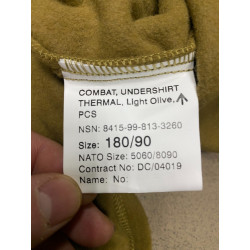 COMBAT, UNDERSHIRT
THERMAL, Light Olive,
PCS
NSN: 8415-99-813-3260
Size: 180/90
NATO Size: 5060/8090
Contract No: DC/04019
Name: No: